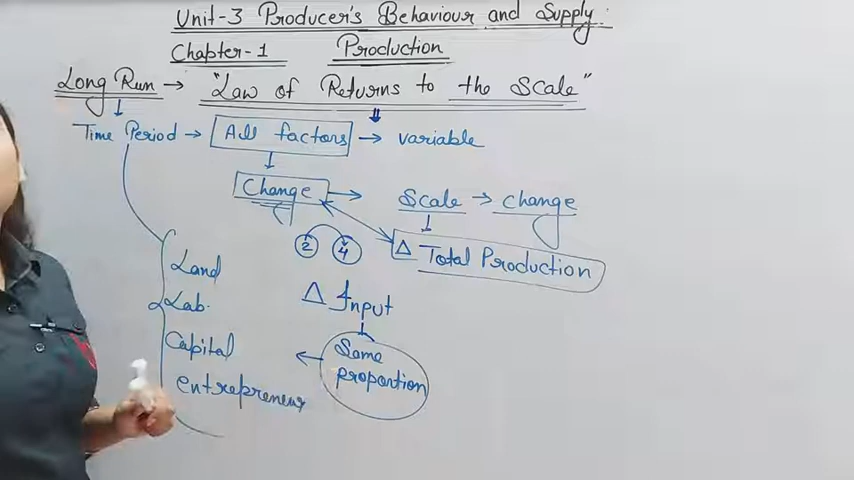 Unit-3 Producer's Behaviour and Supply:
Chapter-1 Production
Long Run → "Law of Returns to the Scale"
Time Period → All factors → variable
Change → Scale → change
2 4 Δ Total Production
Land
Δ Input
Lab.
Same
Capital
proportion
entrepreneur